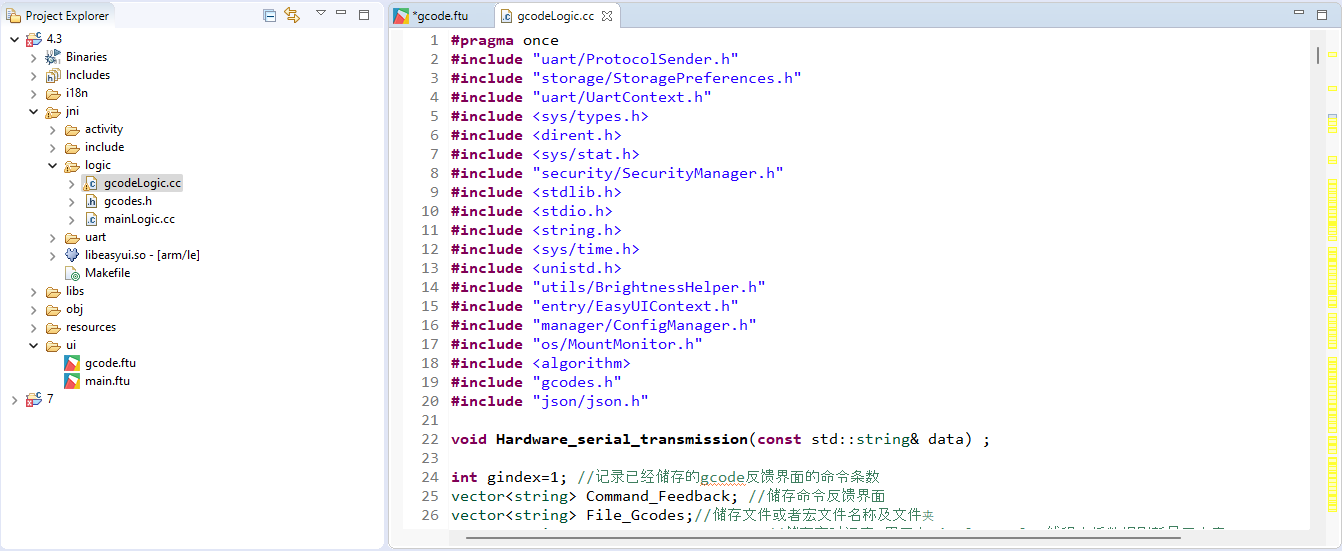 Project Explorer
4.3
Binaries
Includes
i18n
jni
activity
include
logic
gcodeLogic.cc
gcodes.h
mainLogic.cc
uart
libeasyui.so - [arm/le]
Makefile
libs
obj
resources
ui
gcode.ftu
main.ftu
7
*gcode.ftu
gcodeLogic.cc
1 #pragma once
2 #include "uart/ProtocolSender.h"
3 #include "storage/StoragePreferences.h"
4 #include "uart/UartContext.h"
5 #include <sys/types.h>
6 #include <dirent.h>
7 #include <sys/stat.h>
8 #include "security/SecurityManager.h"
9 #include <stdlib.h>
10 #include <stdio.h>
11 #include <string.h>
12 #include <sys/time.h>
13 #include <unistd.h>
14 #include "utils/BrightnessHelper.h"
15 #include "entry/EasyUIContext.h"
16 #include "manager/ConfigManager.h"
17 #include "os/MountMonitor.h"
18 #include <algorithm>
19 #include "gcodes.h"
20 #include "json/json.h"
21
22 void Hardware_serial_transmission(const std::string& data) ;
23
24 int gindex=1; //记录已经储存的gcode反馈界面的命令条数
25 vector<string> Command_Feedback; //储存命令反馈界面
26 vector<string> File_Gcodes;//储存文件或者宏文件名称及文件夹